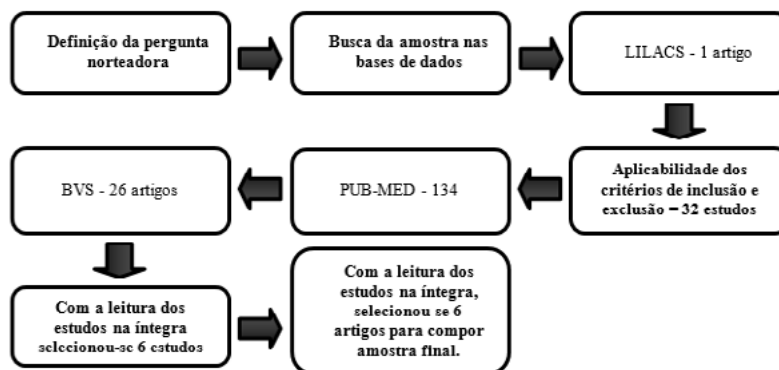 Definição da pergunta
norteadora
Busca da amostra nas
bases de dados
LILACS - 1 artigo
Aplicabilidade dos
critérios de inclusão e
exclusão – 32 estudos
PUB-MED - 134
BVS - 26 artigos
Com a leitura dos
estudos na íntegra
selecionou-se 6 estudos
Com a leitura dos
estudos na íntegra,
selecionou se 6
artigos para compor
amostra final.